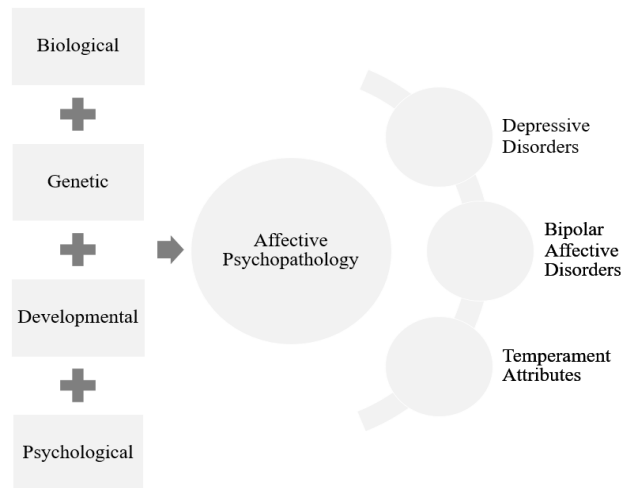 Biological
Genetic
Developmental
Psychological
Affective
Psychopathology
Depressive
Disorders
Bipolar
Affective
Disorders
Temperament
Attributes